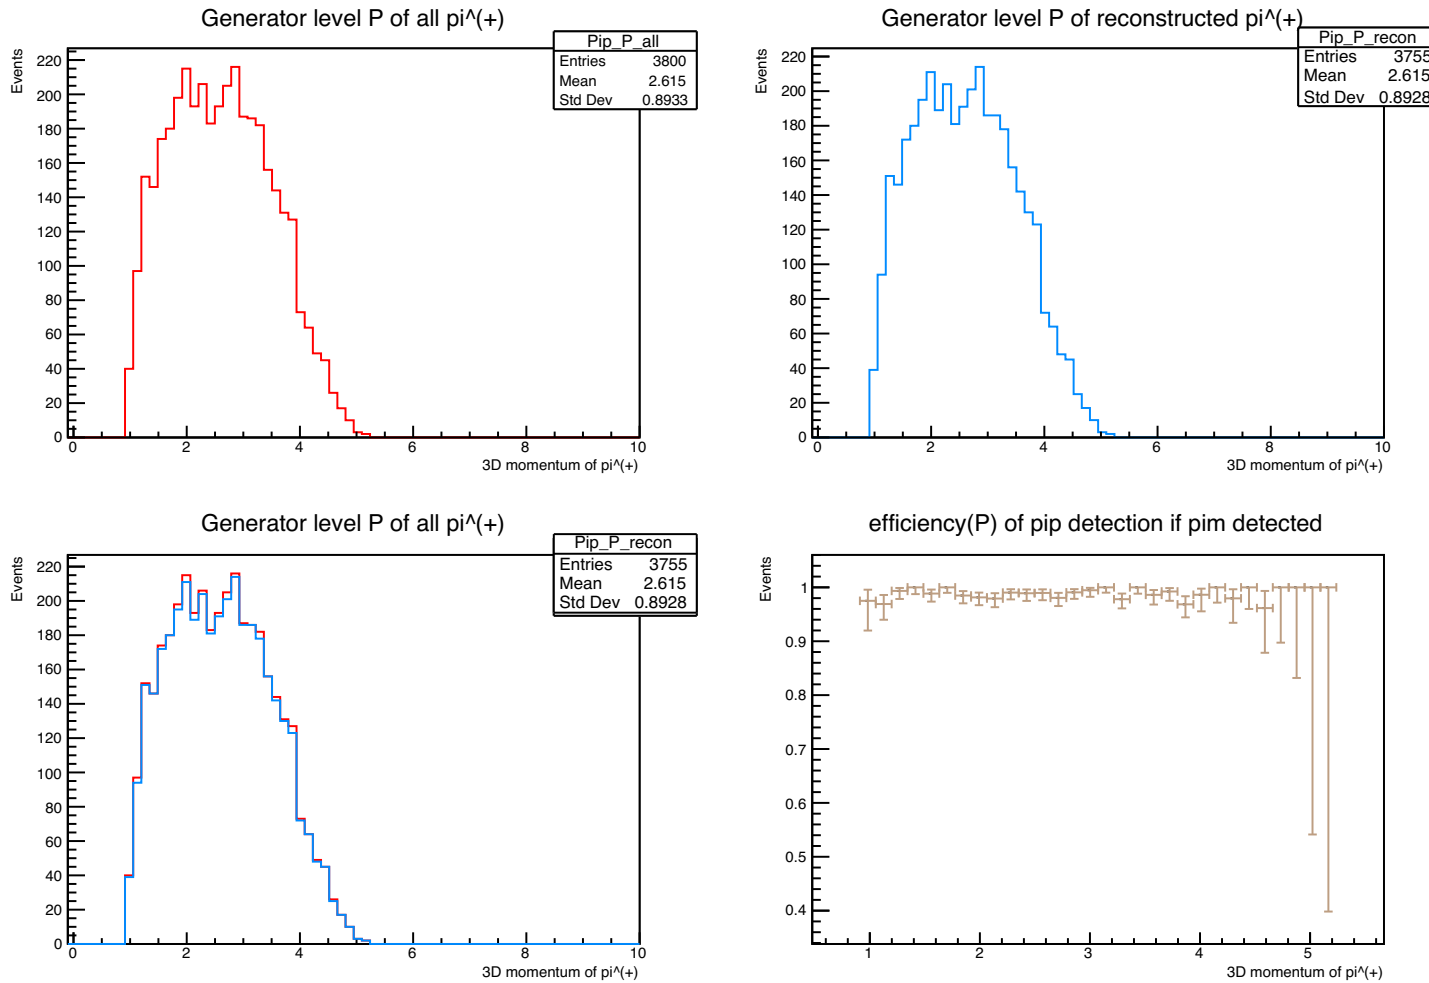 Generator level P of all pi^(+)
Events
Pip_P_all
Entries 3800
Mean 2.615
Std Dev 0.8933
220
200
180
160
140
120
100
80
60
40
20
0
0 2 4 6 8 10
3D momentum of pi^(+)
Generator level P of reconstructed pi^(+)
Events
Pip_P_recon
Entries 3755
Mean 2.615
Std Dev 0.8928
220
200
180
160
140
120
100
80
60
40
20
0
0 2 4 6 8 10
3D momentum of pi^(+)
Generator level P of all pi^(+)
Events
Pip_P_recon
Entries 3755
Mean 2.615
Std Dev 0.8928
220
200
180
160
140
120
100
80
60
40
20
0
0 2 4 6 8 10
3D momentum of pi^(+)
efficiency(P) of pip detection if pim detected
Events
1
0.9
0.8
0.7
0.6
0.5
0.4
1 2 3 4 5
3D momentum of pi^(+)